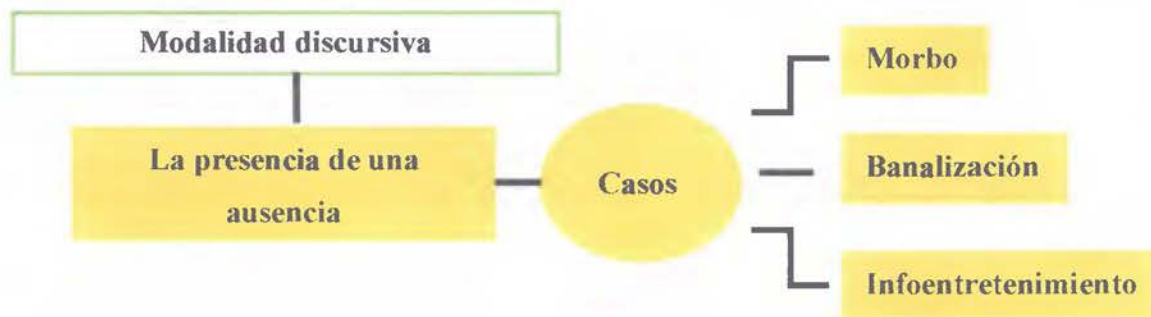 Modalidad discursiva
La presencia de una
ausencia
Casos
Morbo
Banalización
Infoentretenimiento